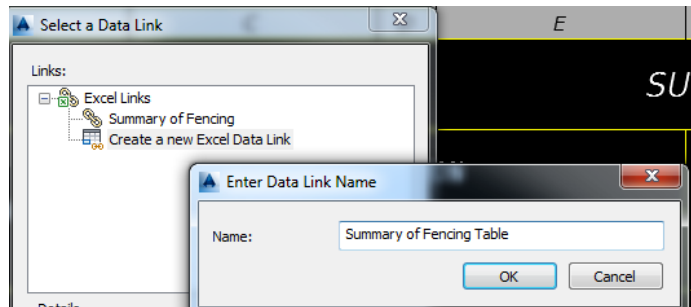 Select a Data Link
E
Links:
SU
Excel Links
Summary of Fencing
Create a new Excel Data Link
Enter Data Link Name
Name:
Summary of Fencing Table
OK
Cancel